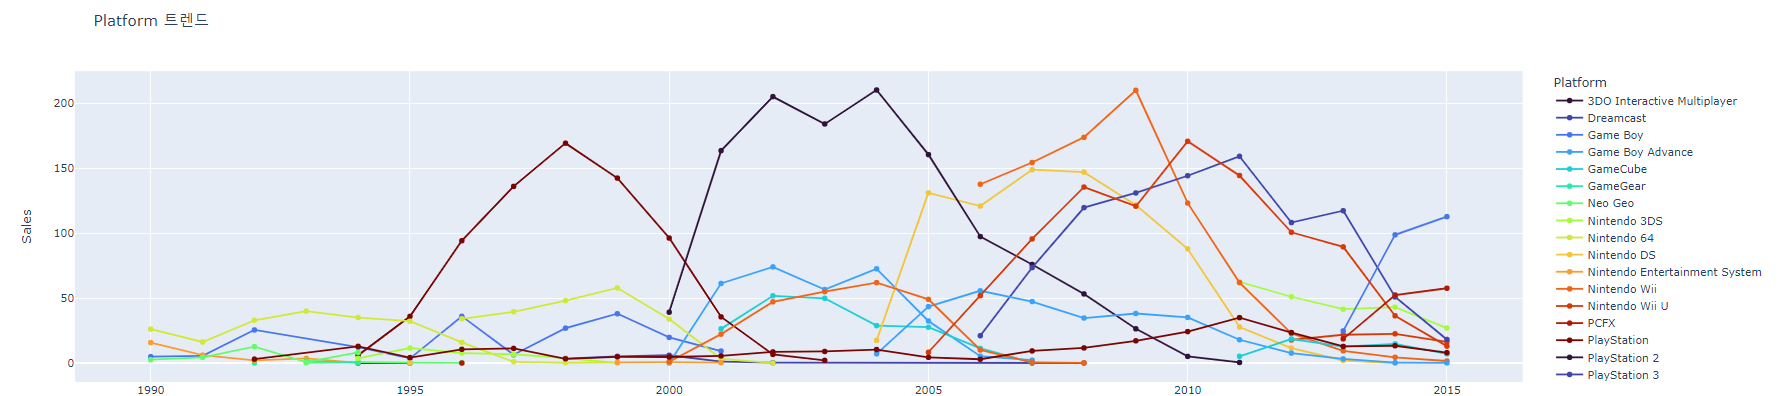 Platform 트렌드
Sales
200
150
100
50
0
1990
1995
2000
2005
2010
2015
Platform
3DO Interactive Multiplayer
Dreamcast
Game Boy
Game Boy Advance
GameCube
GameGear
Neo Geo
Nintendo 3DS
Nintendo 64
Nintendo DS
Nintendo Entertainment System
Nintendo Wii
Nintendo Wii U
PCFX
PlayStation
PlayStation 2
PlayStation 3